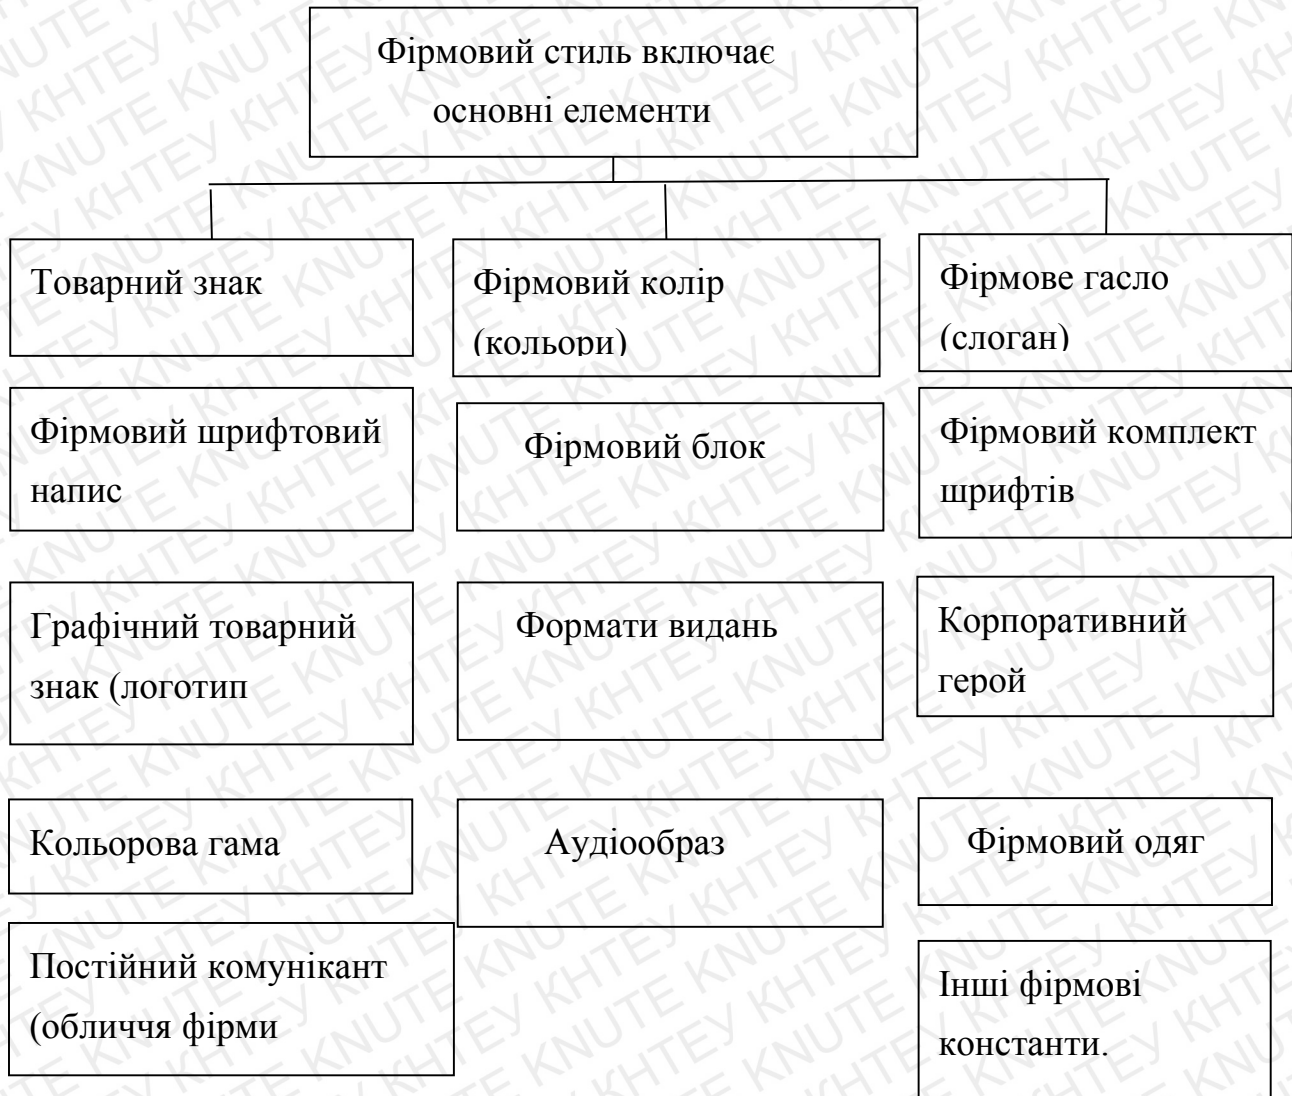 Фірмовий стиль включає
основні елементи
Товарний знак
Фірмовий колір
(кольори)
Фірмове гасло
(слоган)
Фірмовий шрифтовий
напис
Фірмовий блок
Фірмовий комплект
шрифтів
Графічний товарний
знак (логотип
Формати видань
Корпоративний
герой
Кольорова гама
Аудіообраз
Фірмовий одяг
Постійний комунікант
(обличчя фірми
Інші фірмові
константи.